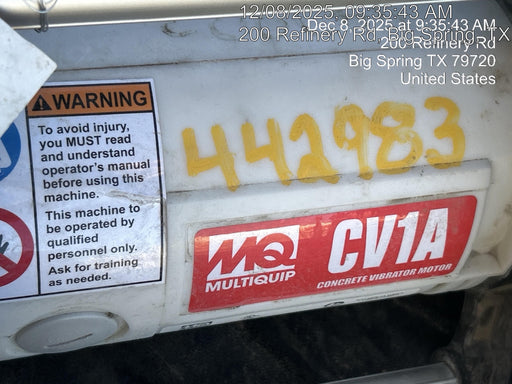 12/08/2025, 09:35:43 AM
200 Refinery Rd, Big Spring, TX
Dec 8, 2025 at 9:35:43 AM
200 Refinery Rd
Big Spring TX 79720
United States
WARNING
To avoid injury,
you MUST read
and understand
operator's manual
before using this
machine.
This machine to
be operated by
qualified
personnel only.
Ask for training
as needed.
442983
MQ
MULTIQUIP
CV1A
CONCRETE VIBRATOR MOTOR